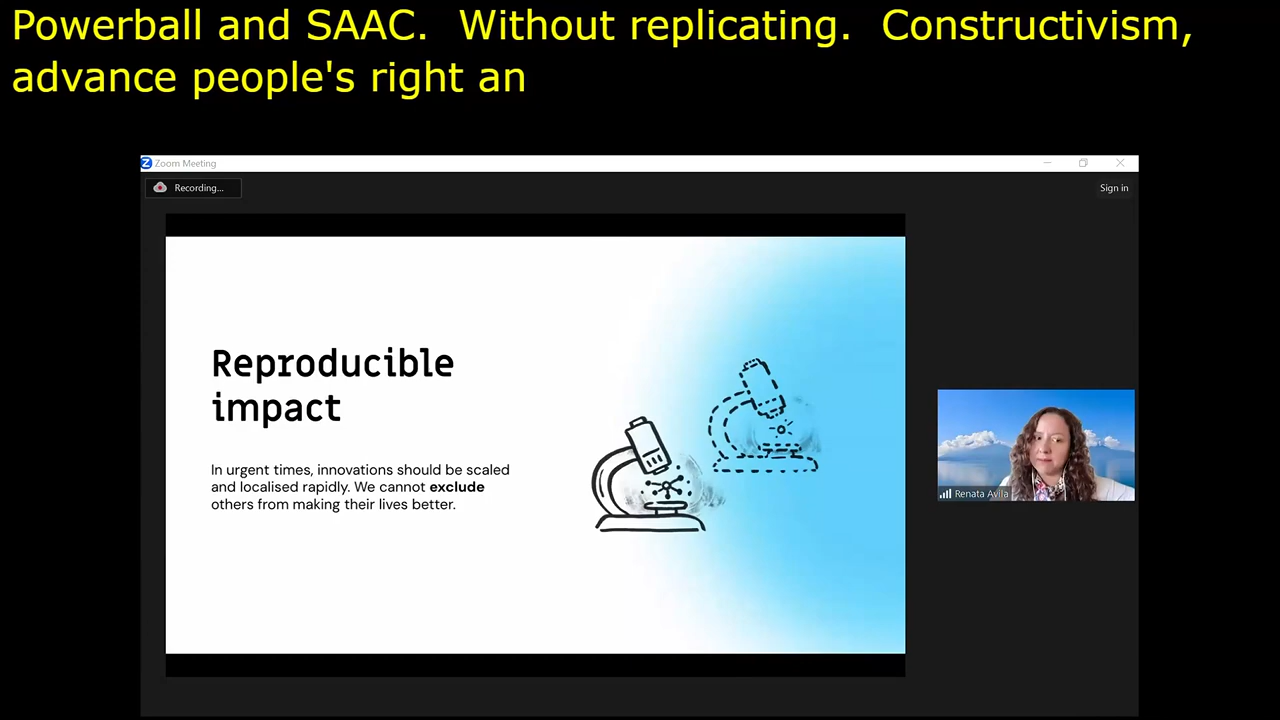 Powerball and SAAC.  Without replicating.  Constructivism,
advance people's right an
Zoom Meeting
Recording...
Sign in
Reproducible
impact
In urgent times, innovations should be scaled
and localised rapidly. We cannot exclude
others from making their lives better.
Renata Avila